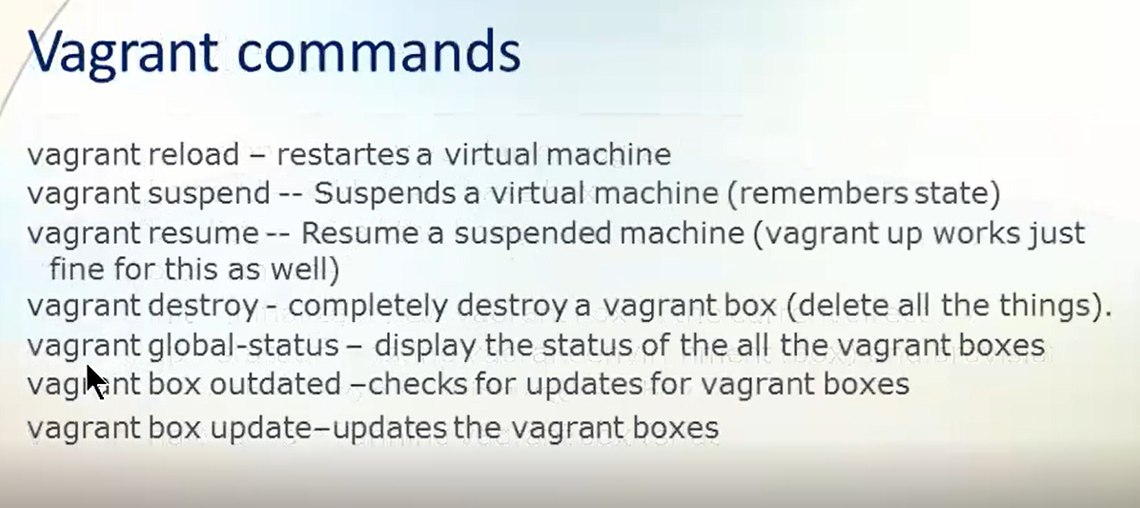 Vagrant commands
vagrant reload – restartes a virtual machine
vagrant suspend -- Suspends a virtual machine (remembers state)
vagrant resume -- Resume a suspended machine (vagrant up works just
fine for this as well)
vagrant destroy - completely destroy a vagrant box (delete all the things).
vagrant global-status – display the status of the all the vagrant boxes
vagrant box outdated –checks for updates for vagrant boxes
vagrant box update–updates the vagrant boxes